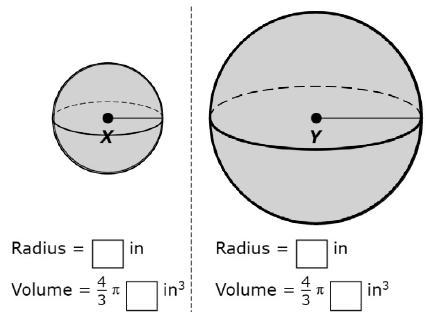 X
Radius = in
Volume = 4/3 π in³
Y
Radius = in
Volume = 4/3 π in³